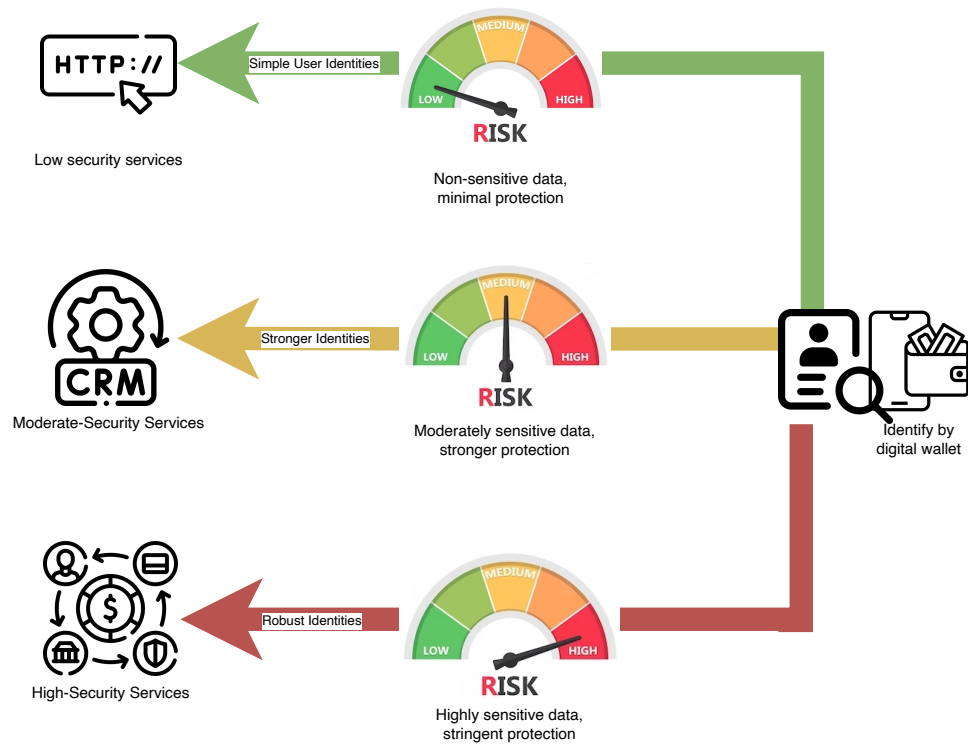 HTTP://
Simple User Identities
MEDIUM
LOW
HIGH
RISK
Low security services
Non-sensitive data,
minimal protection
CRM
Moderate-Security Services
Stronger Identities
MEDIUM
LOW
HIGH
RISK
Moderately sensitive data,
stronger protection
Identify by
digital wallet
$
High-Security Services
Robust Identities
MEDIUM
LOW
HIGH
RISK
Highly sensitive data,
stringent protection